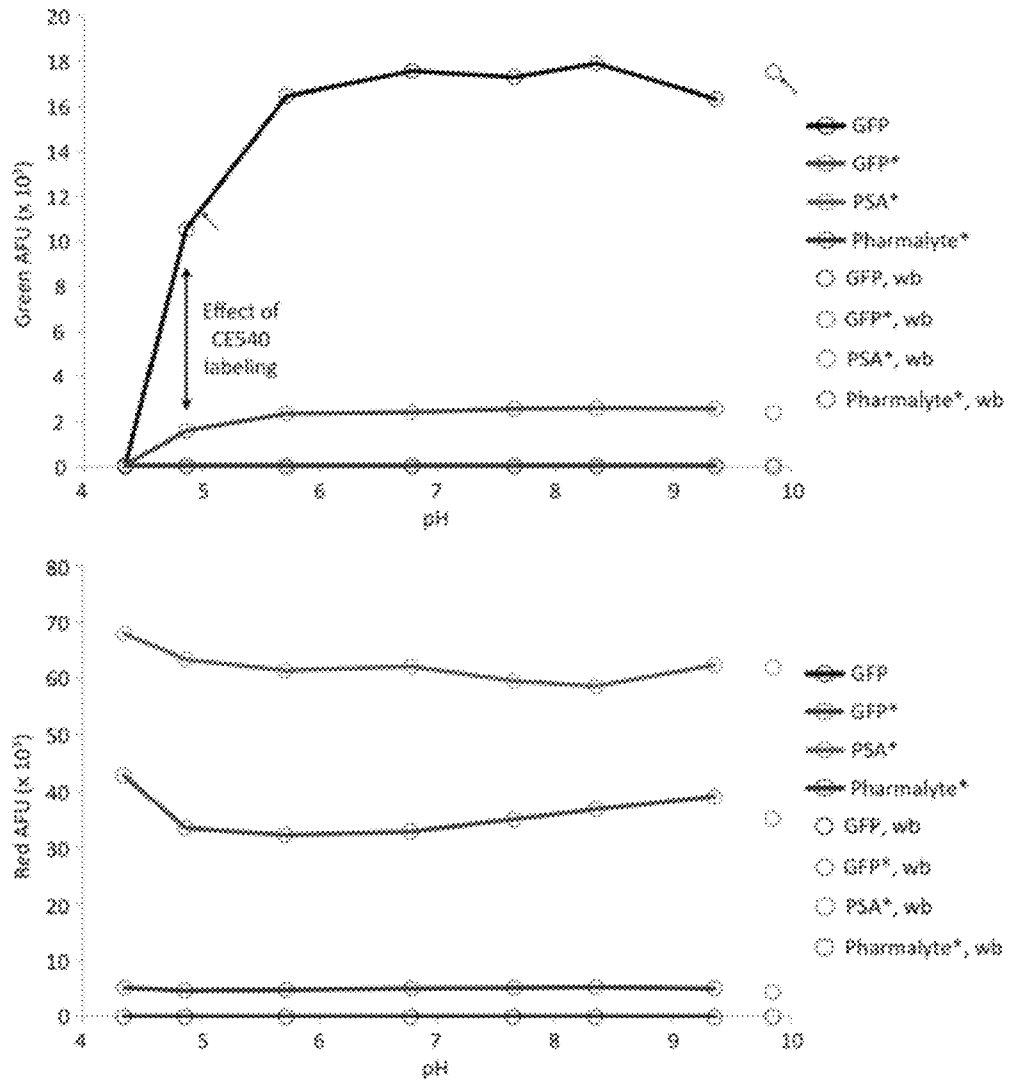 20
18
16
14
12
10
8
6
4
2
0
Green AFU (x 10³)
4 5 6 7 8 9 10
pH
Effect of
CE540
labeling
GFP
GFP*
PSA*
Pharmalyte*
GFP, wb
GFP*, wb
PSA*, wb
Pharmalyte*, wb
80
70
60
50
40
30
20
10
0
Red AFU (x 10³)
4 5 6 7 8 9 10
pH
GFP
GFP*
PSA*
Pharmalyte*
GFP, wb
GFP*, wb
PSA*, wb
Pharmalyte*, wb